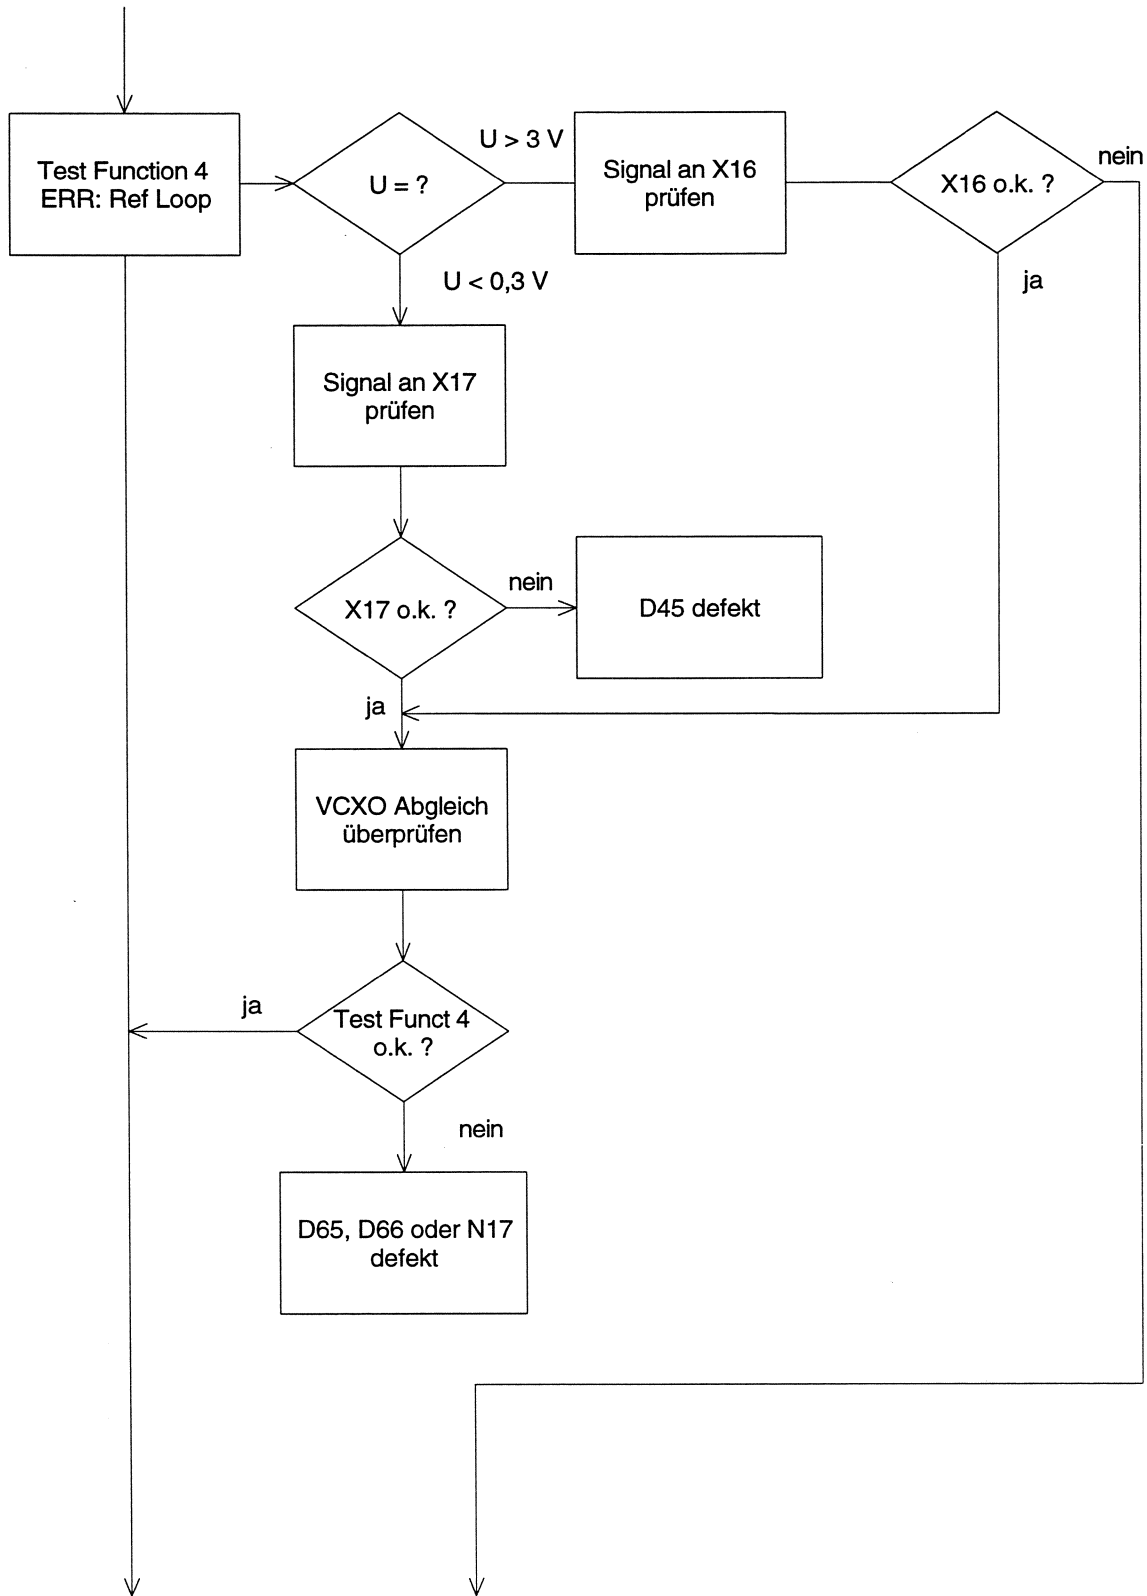 Test Function 4
ERR: Ref Loop
U = ?
U > 3 V
Signal an X16
prüfen
X16 o.k. ?
nein
ja
U < 0,3 V
Signal an X17
prüfen
X17 o.k. ?
nein
D45 defekt
ja
VCXO Abgleich
überprüfen
ja
Test Funct 4
o.k. ?
nein
D65, D66 oder N17
defekt